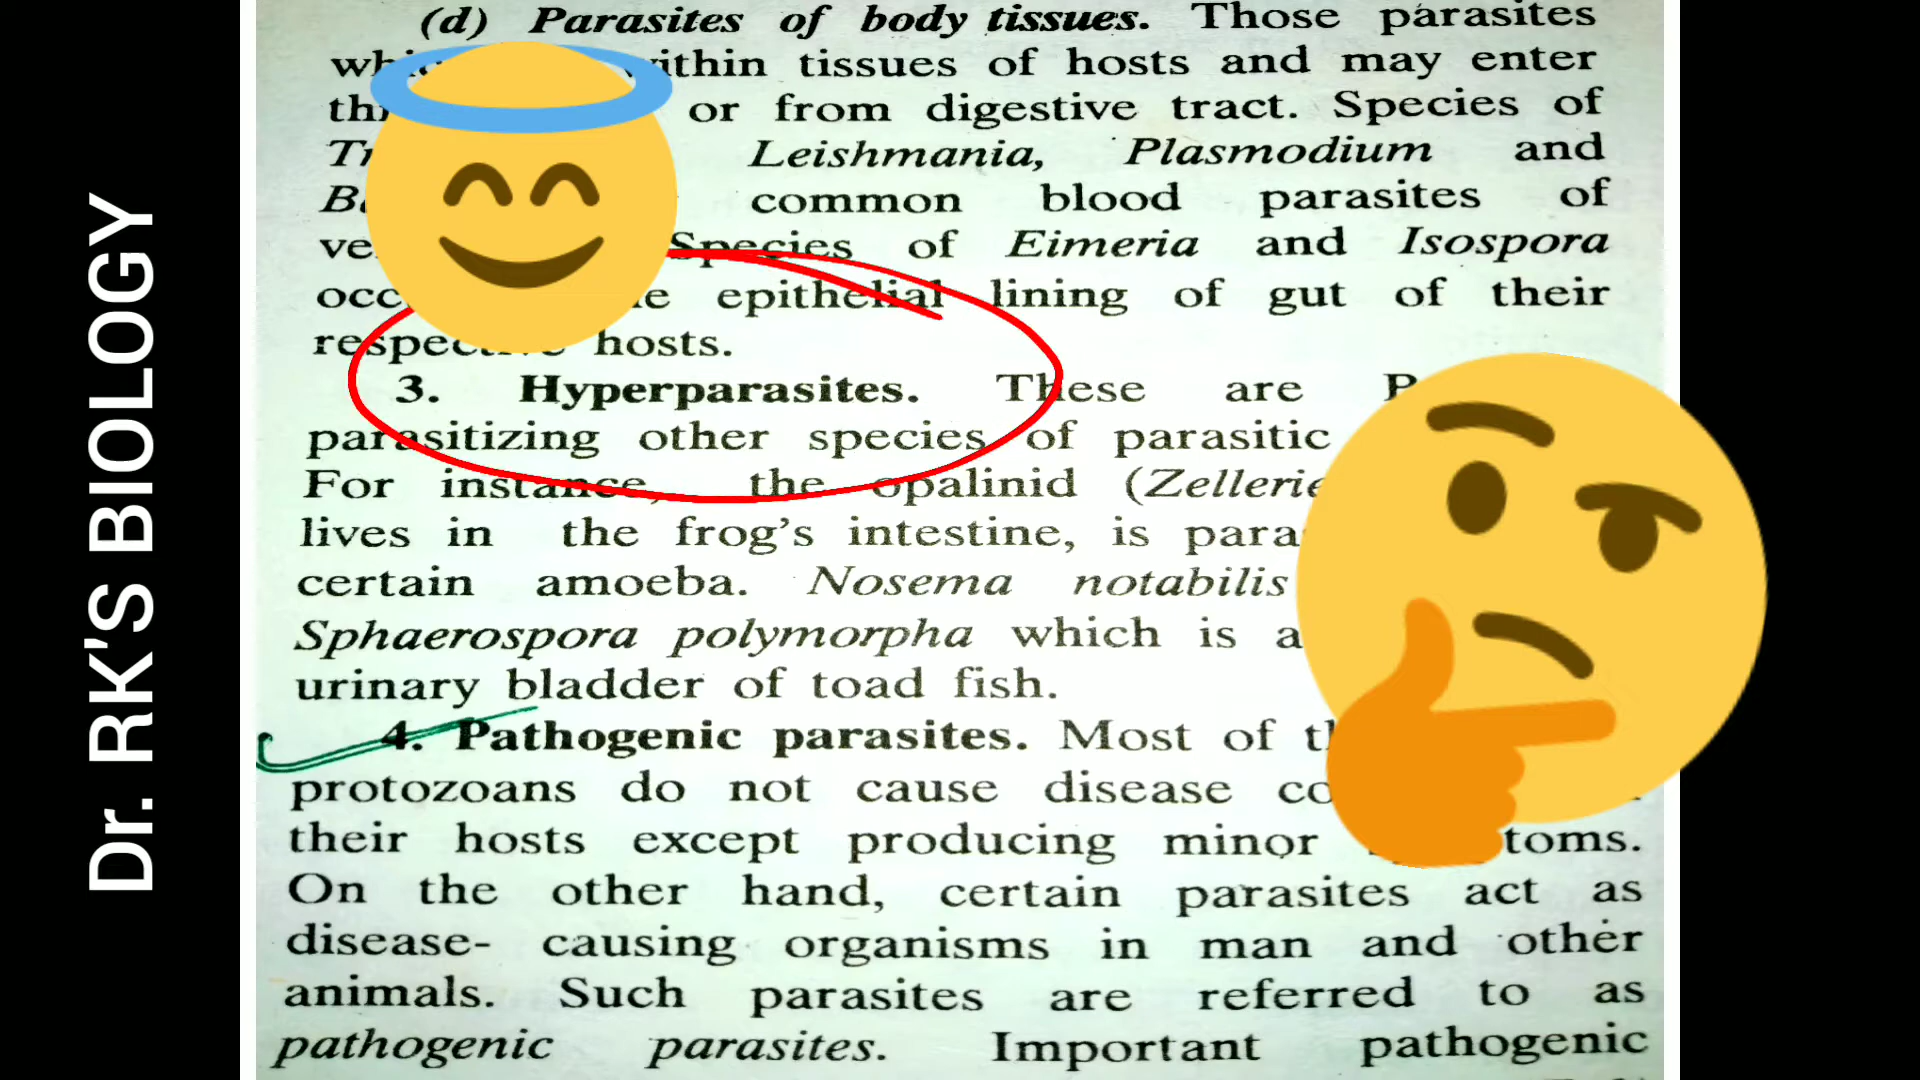 Dr. RK'S BIOLOGY
(d) Parasites of body tissues. Those parasites
within tissues of hosts and may enter
or from digestive tract. Species of
Leishmania, Plasmodium and
common blood parasites of
Species of Eimeria and Isospora
epithelial lining of gut of their
hosts.
3. Hyperparasites. These are
parasitizing other species of parasitic
For instance, the opalinid
lives in the frog's intestine, is
certain amoeba. Nosema notabilis
Sphaerospora polymorpha which is a
urinary bladder of toad fish.
4. Pathogenic parasites. Most of
protozoans do not cause disease
their hosts except producing minor
On the other hand, certain parasites act as
disease- causing organisms in man and other
animals. Such parasites are referred to as
pathogenic parasites. Important pathogenic